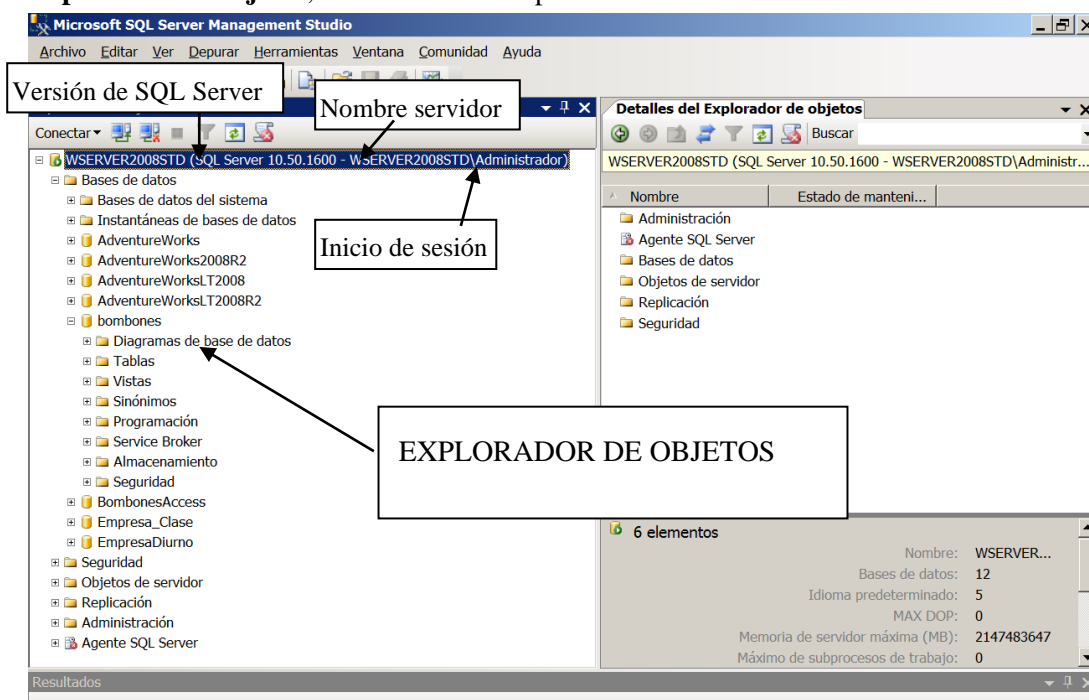 Microsoft SQL Server Management Studio
Archivo Editar Ver Depurar Herramientas Ventana Comunidad Ayuda
Versión de SQL Server
Nombre servidor
Conectar
WSERVER2008STD (SQL Server 10.50.1600 - WSERVER2008STD\Administrador)
Bases de datos
Bases de datos del sistema
Instantáneas de bases de datos
AdventureWorks
AdventureWorks2008R2
AdventureWorksLT2008
AdventureWorksLT2008R2
bombones
Diagramas de base de datos
Tablas
Vistas
Sinónimos
Programación
Service Broker
Almacenamiento
Seguridad
BombonesAccess
Empresa_Clase
EmpresaDiurno
Seguridad
Objetos de servidor
Replicación
Administración
Agente SQL Server
Inicio de sesión
EXPLORADOR DE OBJETOS
Detalles del Explorador de objetos
Buscar
WSERVER2008STD (SQL Server 10.50.1600 - WSERVER2008STD\Administr...
Nombre Estado de manteni...
Administración
Agente SQL Server
Bases de datos
Objetos de servidor
Replicación
Seguridad
6 elementos
Nombre: WSERVER...
Bases de datos: 12
Idioma predeterminado: 5
MAX DOP: 0
Memoria de servidor máxima (MB): 2147483647
Máximo de subprocesos de trabajo: 0
Resultados